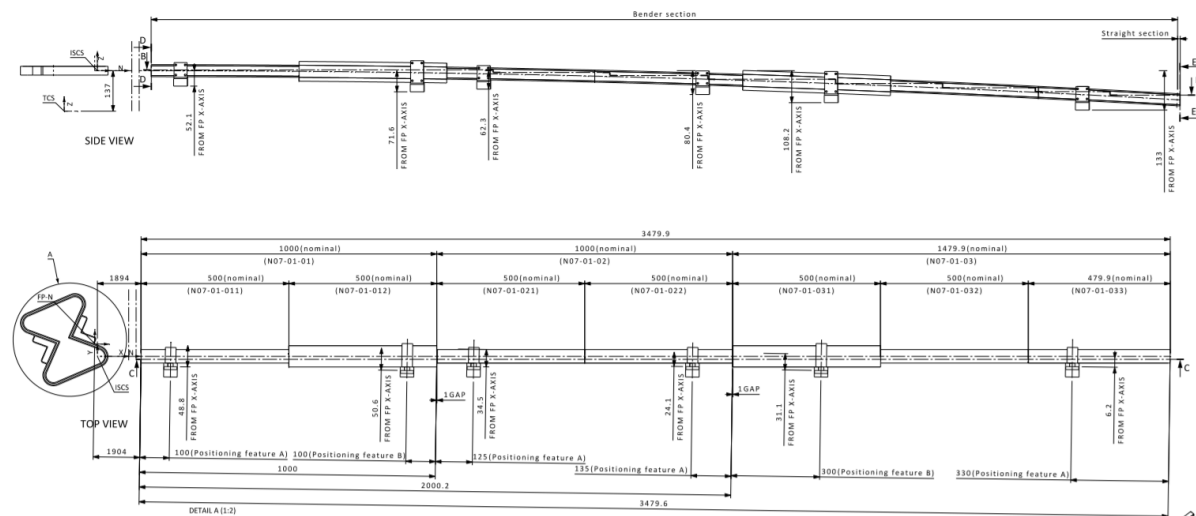 Bender section
Straight section
D
B
D
ISCS
Z
N
137
TCS
Z
SIDE VIEW
52.1
FROM FP X-AXIS
71.6
FROM FP X-AXIS
62.3
FROM FP X-AXIS
80.4
FROM FP X-AXIS
108.2
FROM FP X-AXIS
133
FROM FP X-AXIS
E
E
3479.9
1000(nominal)
(N07-01-01)
1000(nominal)
(N07-01-02)
1479.9(nominal)
(N07-01-03)
A
1894
500(nominal)
(N07-01-011)
500(nominal)
(N07-01-012)
500(nominal)
(N07-01-021)
500(nominal)
(N07-01-022)
500(nominal)
(N07-01-031)
500(nominal)
(N07-01-032)
479.9(nominal)
(N07-01-033)
FP-N
Y
X
N
C
ISCS
C
TOP VIEW
48.8
FROM FP X-AXIS
50.6
FROM FP X-AXIS
1GAP
34.5
FROM FP X-AXIS
24.1
FROM FP X-AXIS
1GAP
31.1
FROM FP X-AXIS
6.2
FROM FP X-AXIS
1904
100(Positioning feature A)
100(Positioning feature B)
125(Positioning feature A)
135(Positioning feature A)
300(Positioning feature B)
330(Positioning feature A)
1000
2000.2
3479.6
DETAIL A (1:2)